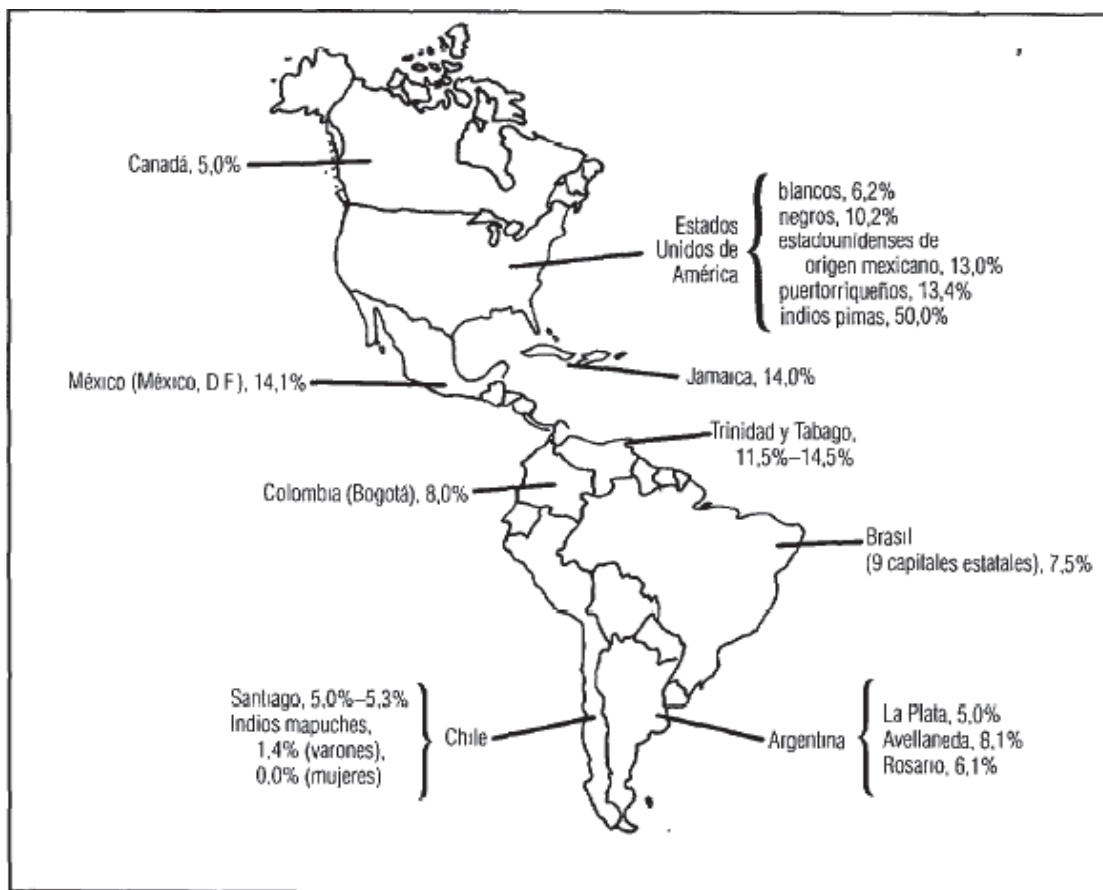 Canadá, 5,0%
Estados
Unidos de
América
blancos, 6,2%
negros, 10,2%
estadounidenses de
origen mexicano, 13,0%
puertorriqueños, 13,4%
indios pimas, 50,0%
México (México, D F), 14,1%
Jamaica, 14,0%
Trinidad y Tabago,
11,5%–14,5%
Colombia (Bogotá), 8,0%
Brasil
(9 capitales estatales), 7,5%
Santiago, 5,0%–5,3%
Indios mapuches,
1,4% (varones),
0,0% (mujeres)
Chile
Argentina
La Plata, 5,0%
Avellaneda, 8,1%
Rosario, 6,1%